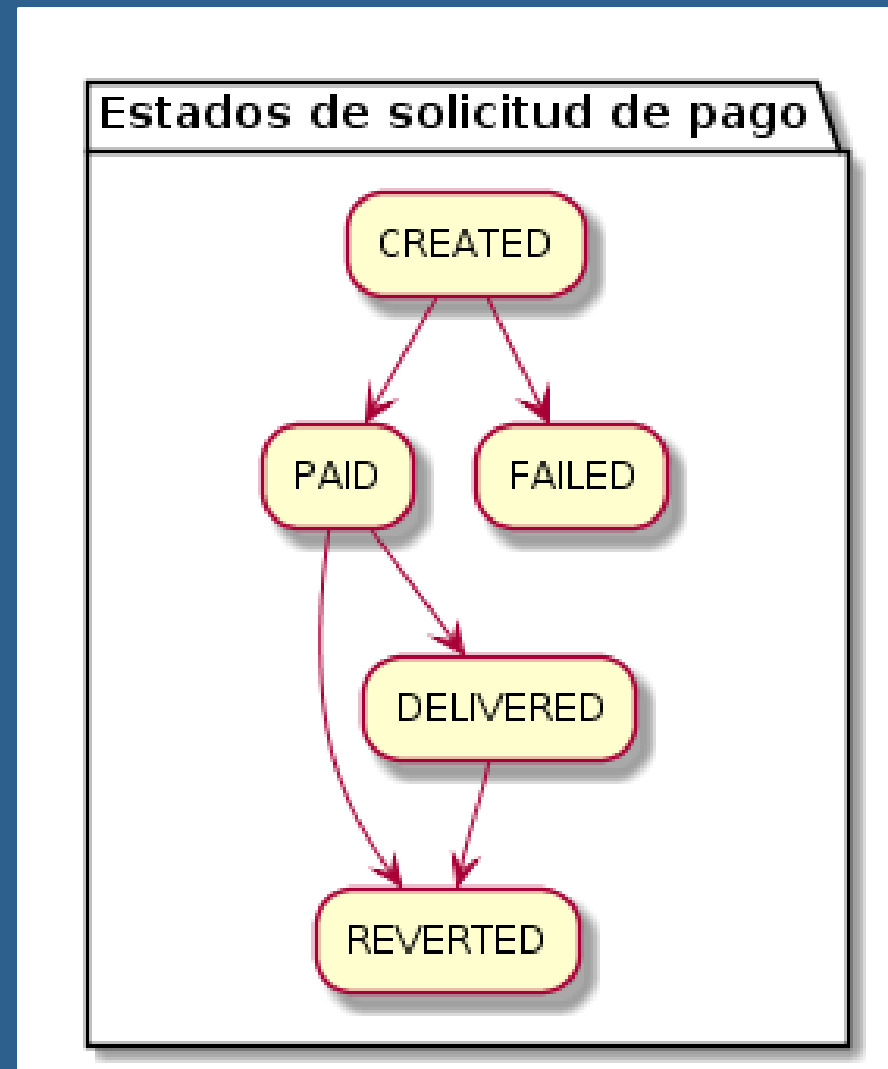 Estados de solicitud de pago
CREATED
PAID
FAILED
DELIVERED
REVERTED